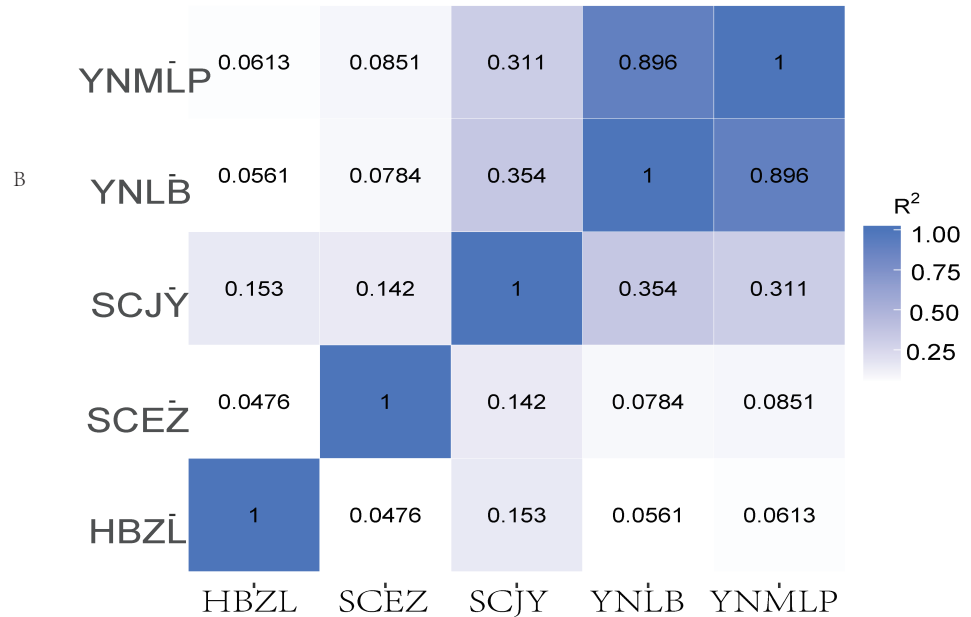 YNMLP 0.0613 0.0851 0.311 0.896 1
B
YNLB 0.0561 0.0784 0.354 1 0.896
R²
1.00
0.75
0.50
0.25
SCJY 0.153 0.142 1 0.354 0.311
SCEZ 0.0476 1 0.142 0.0784 0.0851
HBZL 1 0.0476 0.153 0.0561 0.0613
HBZL SCEZ SCJY YNLB YNMLP